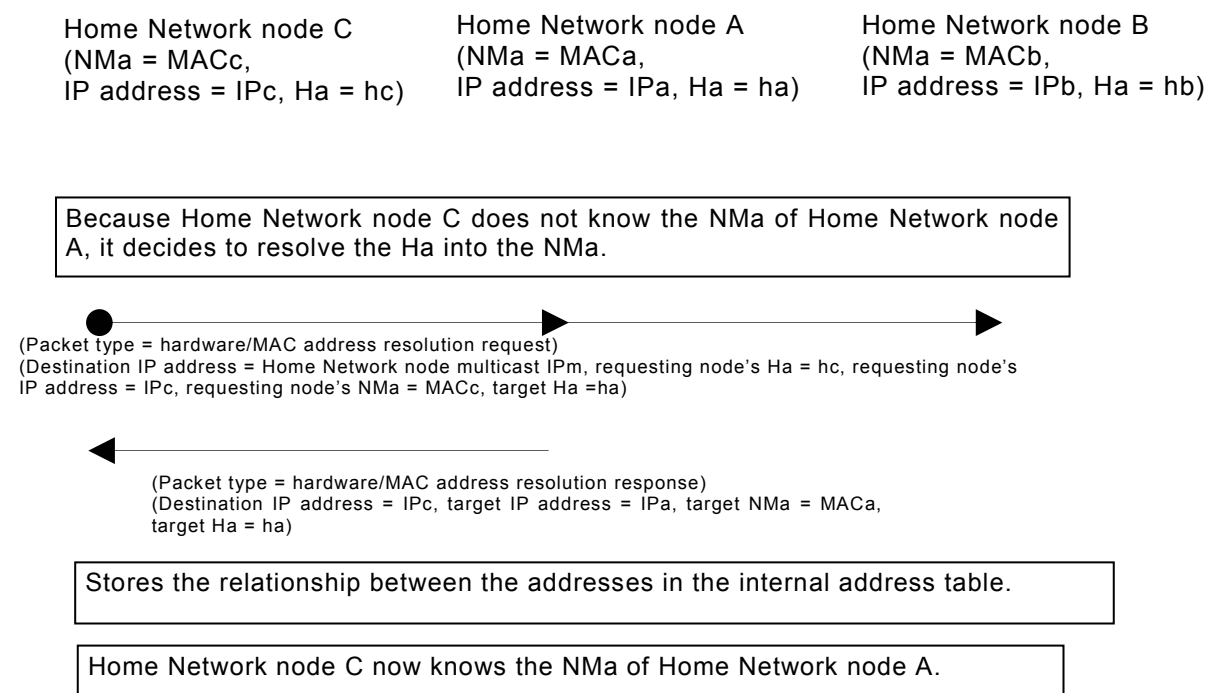 Home Network node C
(NMa = MACc,
IP address = IPc, Ha = hc)
Home Network node A
(NMa = MACa,
IP address = IPa, Ha = ha)
Home Network node B
(NMa = MACb,
IP address = IPb, Ha = hb)
Because Home Network node C does not know the NMa of Home Network node
A, it decides to resolve the Ha into the NMa.
(Packet type = hardware/MAC address resolution request)
(Destination IP address = Home Network node multicast IPm, requesting node's Ha = hc, requesting node's
IP address = IPc, requesting node's NMa = MACc, target Ha =ha)
(Packet type = hardware/MAC address resolution response)
(Destination IP address = IPc, target IP address = IPa, target NMa = MACa,
target Ha = ha)
Stores the relationship between the addresses in the internal address table.
Home Network node C now knows the NMa of Home Network node A.